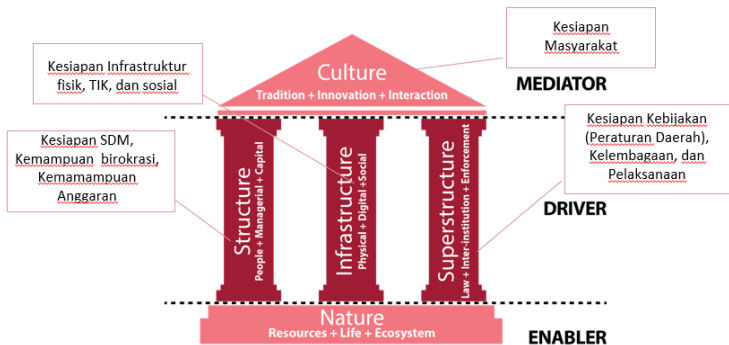 Kesiapan
Masyarakat
Kesiapan Infrastruktur
fisik, TIK, dan sosial
Culture
Tradition + Innovation + Interaction
MEDIATOR
Kesiapan Kebijakan
(Peraturan Daerah),
Kelembagaan, dan
Pelaksanaan
Kesiapan SDM,
Kemampuan birokrasi,
Kemamampuan
Anggaran
Structure
People + Managerial + Capital
Infrastructure
Physical + Digital +Social
Superstructure
Law + Inter-institution + Enforcement
DRIVER
Nature
Resources + Life + Ecosystem
ENABLER